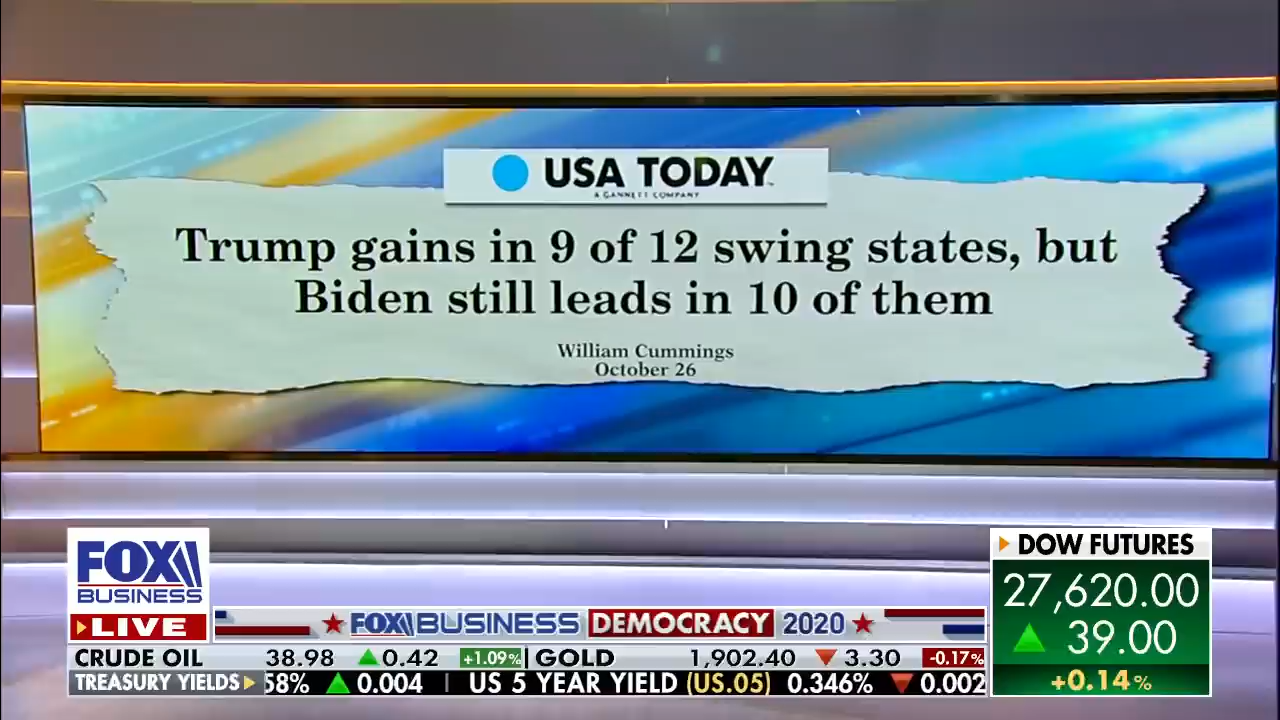 USA TODAY
A GANNETT COMPANY
Trump gains in 9 of 12 swing states, but
Biden still leads in 10 of them
William Cummings
October 26
FOX
BUSINESS
LIVE
FOX BUSINESS DEMOCRACY 2020
DOW FUTURES
27,620.00
39.00
+0.14%
CRUDE OIL 38.98 0.42 +1.09% GOLD 1,902.40 3.30 -0.17%
TREASURY YIELDS 58% 0.004 US 5 YEAR YIELD (US.05) 0.346% 0.002